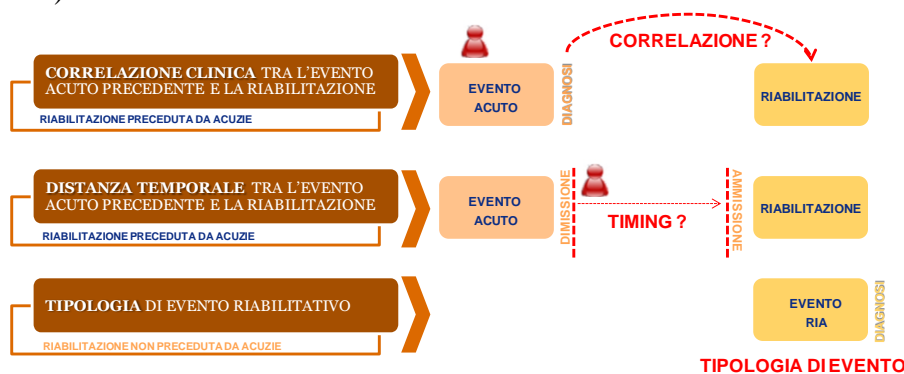 CORRELAZIONE ?
CORRELAZIONE CLINICA TRA L'EVENTO
ACUTO PRECEDENTE E LA RIABILITAZIONE
RIABILITAZIONE PRECEDUTA DA ACUZIE
EVENTO
ACUTO
DIAGNOSI
RIABILITAZIONE
DISTANZA TEMPORALE TRA L'EVENTO
ACUTO PRECEDENTE E LA RIABILITAZIONE
RIABILITAZIONE PRECEDUTA DA ACUZIE
EVENTO
ACUTO
DIMISSIONE
TIMING ?
AMMISSIONE
RIABILITAZIONE
TIPOLOGIA DI EVENTO RIABILITATIVO
RIABILITAZIONE NON PRECEDUTA DA ACUZIE
EVENTO
RIA
DIAGNOSI
TIPOLOGIA DI EVENTO